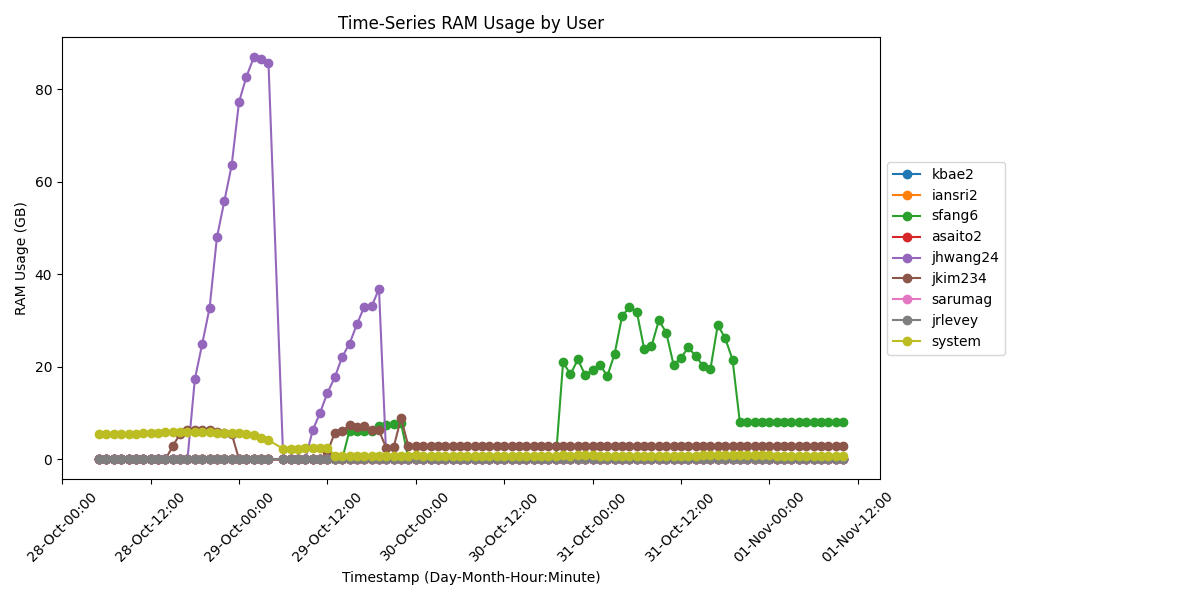 Time-Series RAM Usage by User
RAM Usage (GB)
80
60
40
20
0
28-Oct-00:00
28-Oct-12:00
29-Oct-00:00
29-Oct-12:00
30-Oct-00:00
30-Oct-12:00
31-Oct-00:00
31-Oct-12:00
01-Nov-00:00
01-Nov-12:00
Timestamp (Day-Month-Hour:Minute)
kbae2
iansri2
sfang6
asaito2
jhwang24
jkim234
sarumag
jrlevey
system